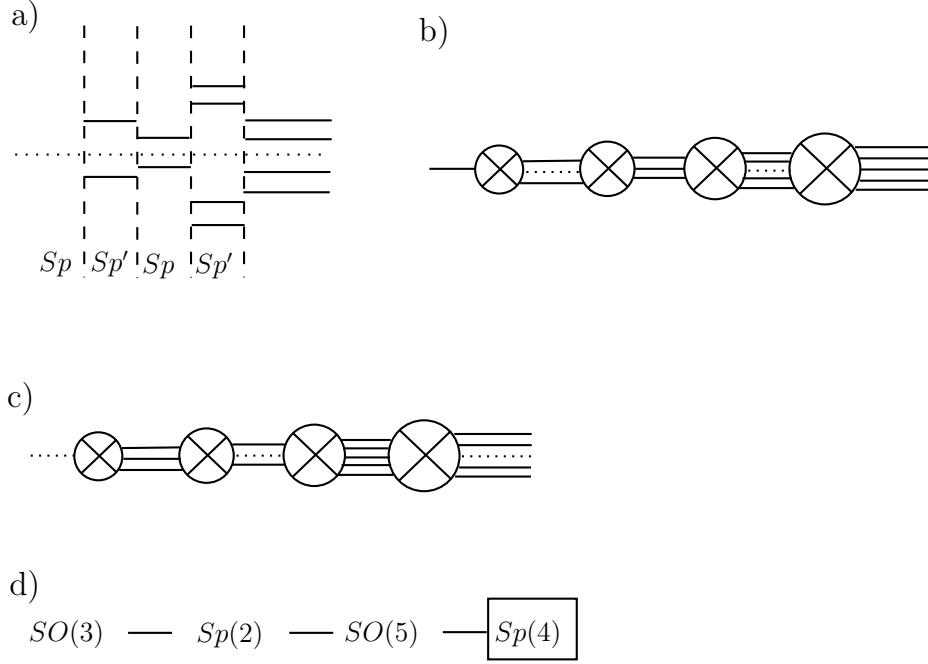 a)
b)
Sp Sp′ Sp Sp′
c)
d)
SO(3) Sp(2) SO(5) Sp(4)